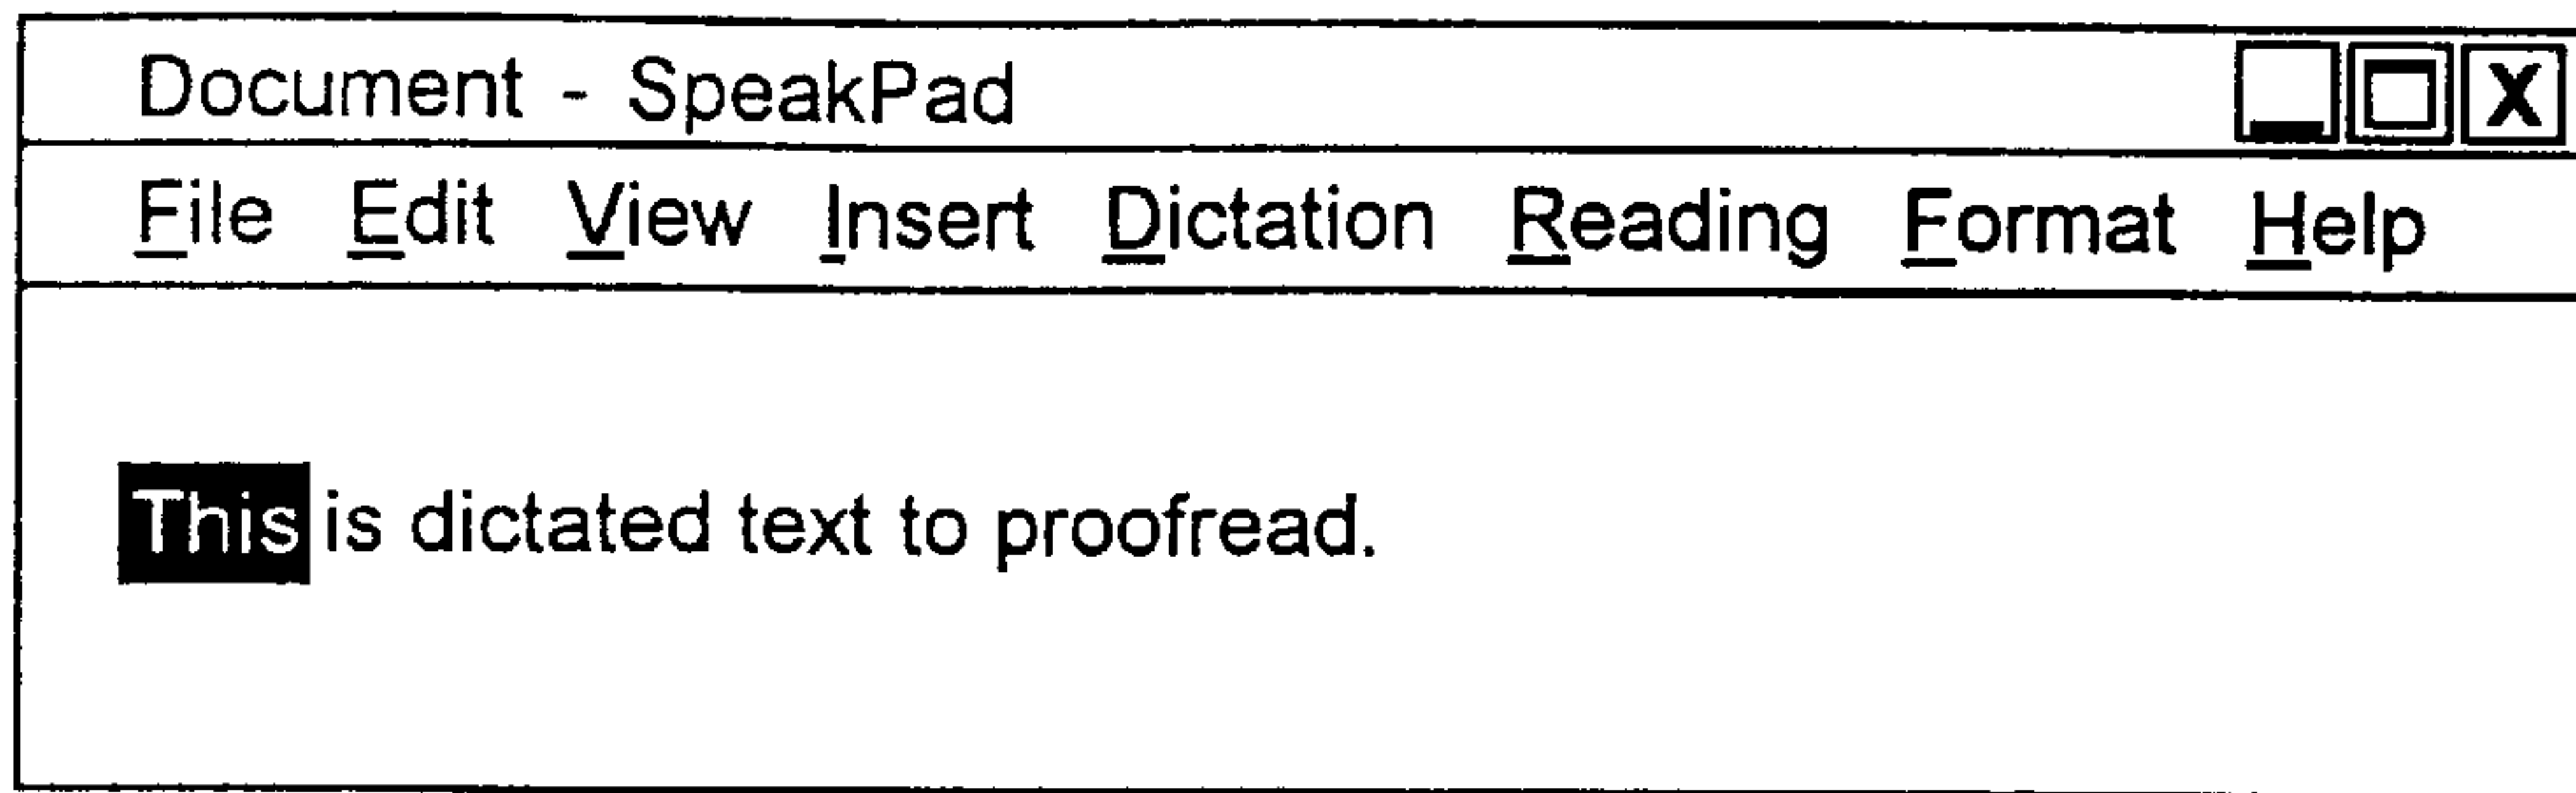 Document - SpeakPad
File Edit View Insert Dictation Reading Format Help
This is dictated text to proofread.